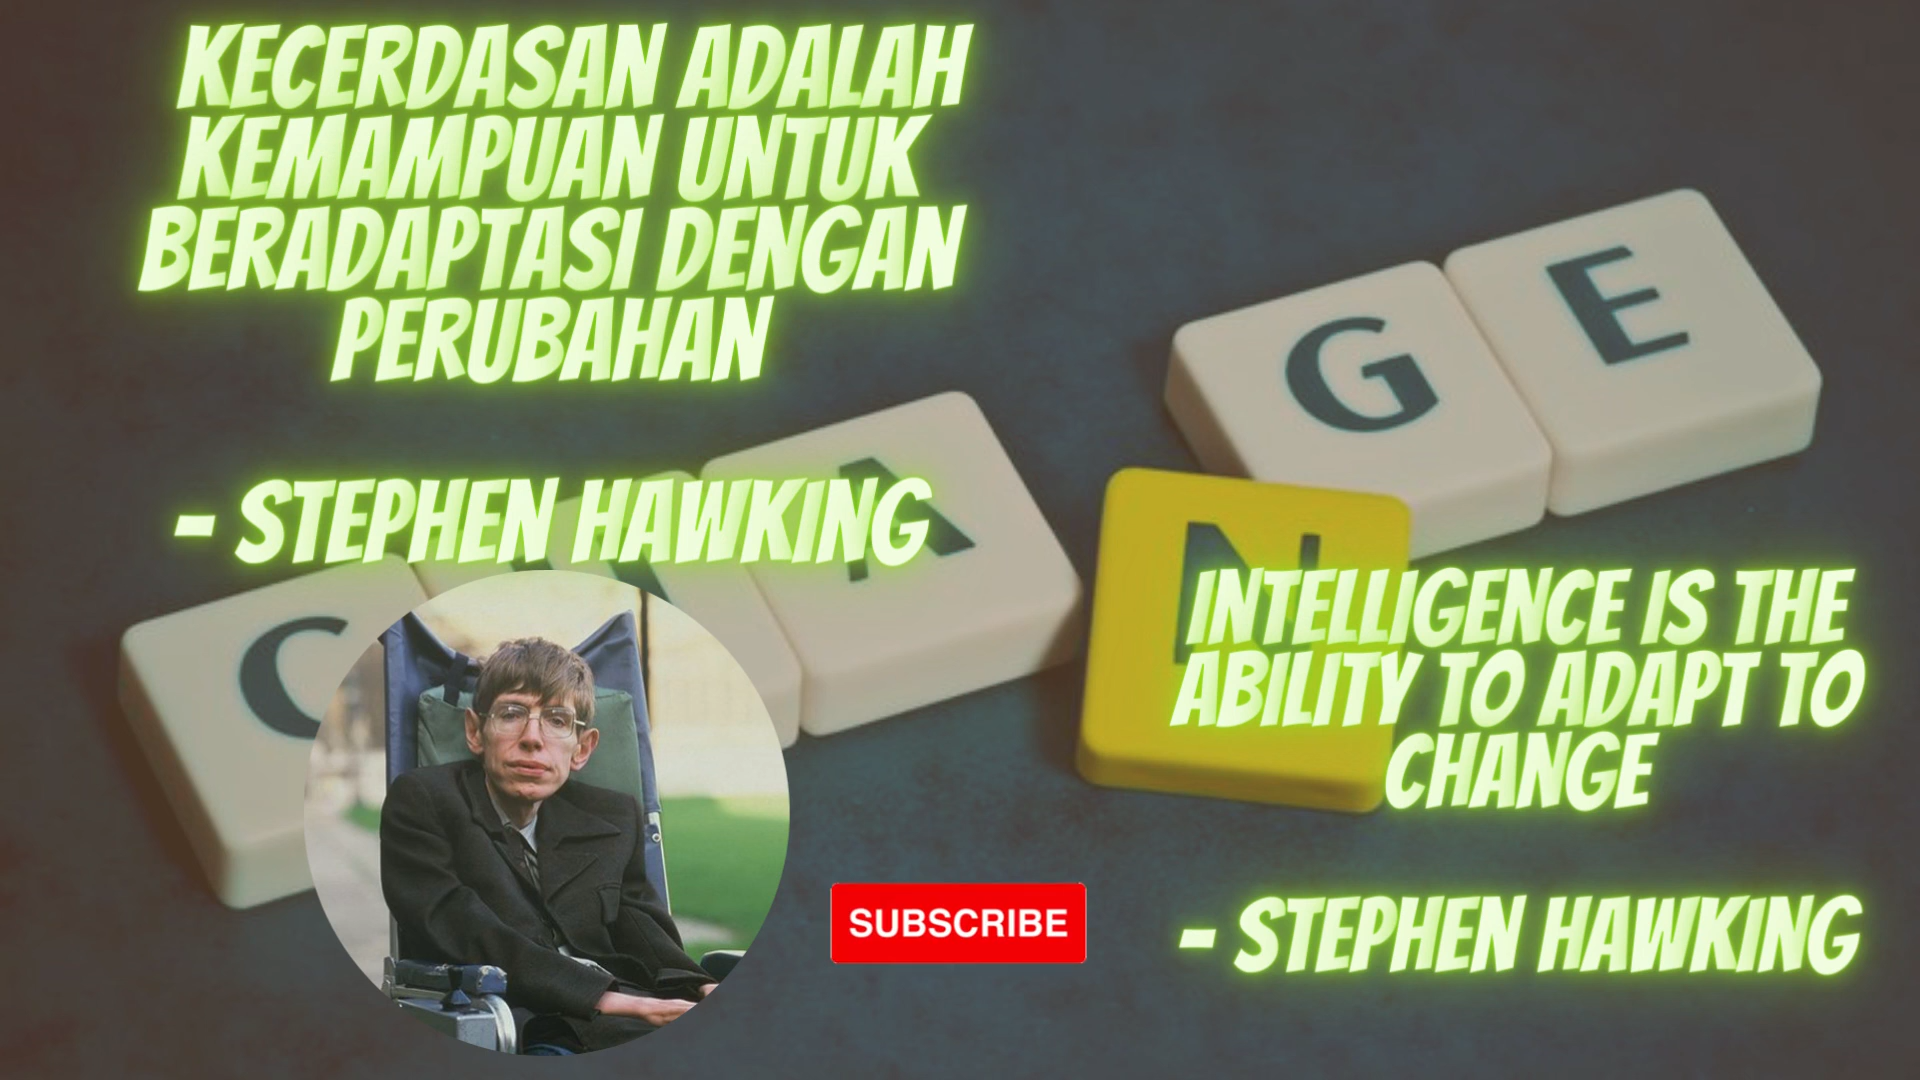 KECERDASAN ADALAH
KEMAMPUAN UNTUK
BERADAPTASI DENGAN
PERUBAHAN
- STEPHEN HAWKING
C A N G E
INTELLIGENCE IS THE
ABILITY TO ADAPT TO
CHANGE
- STEPHEN HAWKING
SUBSCRIBE